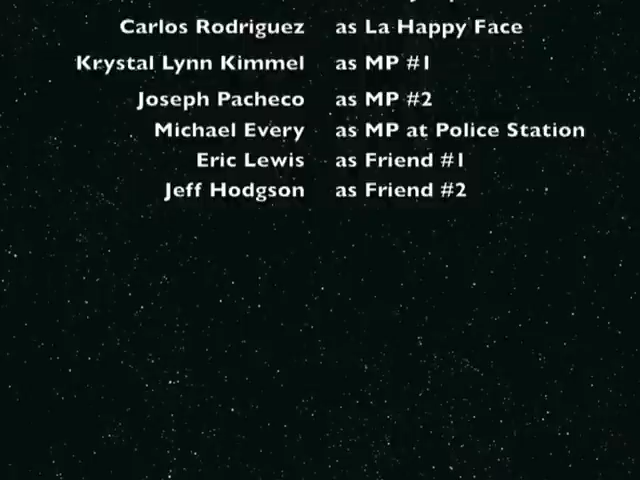 Carlos Rodriguez as La Happy Face
Krystal Lynn Kimmel as MP #1
Joseph Pacheco as MP #2
Michael Every as MP at Police Station
Eric Lewis as Friend #1
Jeff Hodgson as Friend #2